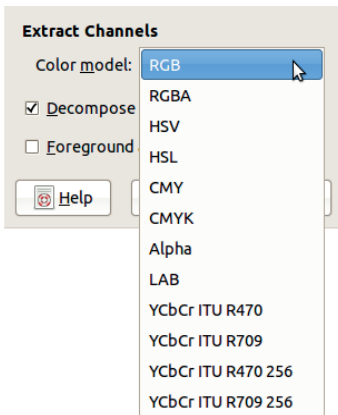 Extract Channels
Color model: RGB
RGBA
Decompose
HSV
Foreground
HSL
CMY
Help
CMYK
Alpha
LAB
YCbCr ITU R470
YCbCr ITU R709
YCbCr ITU R470 256
YCbCr ITU R709 256